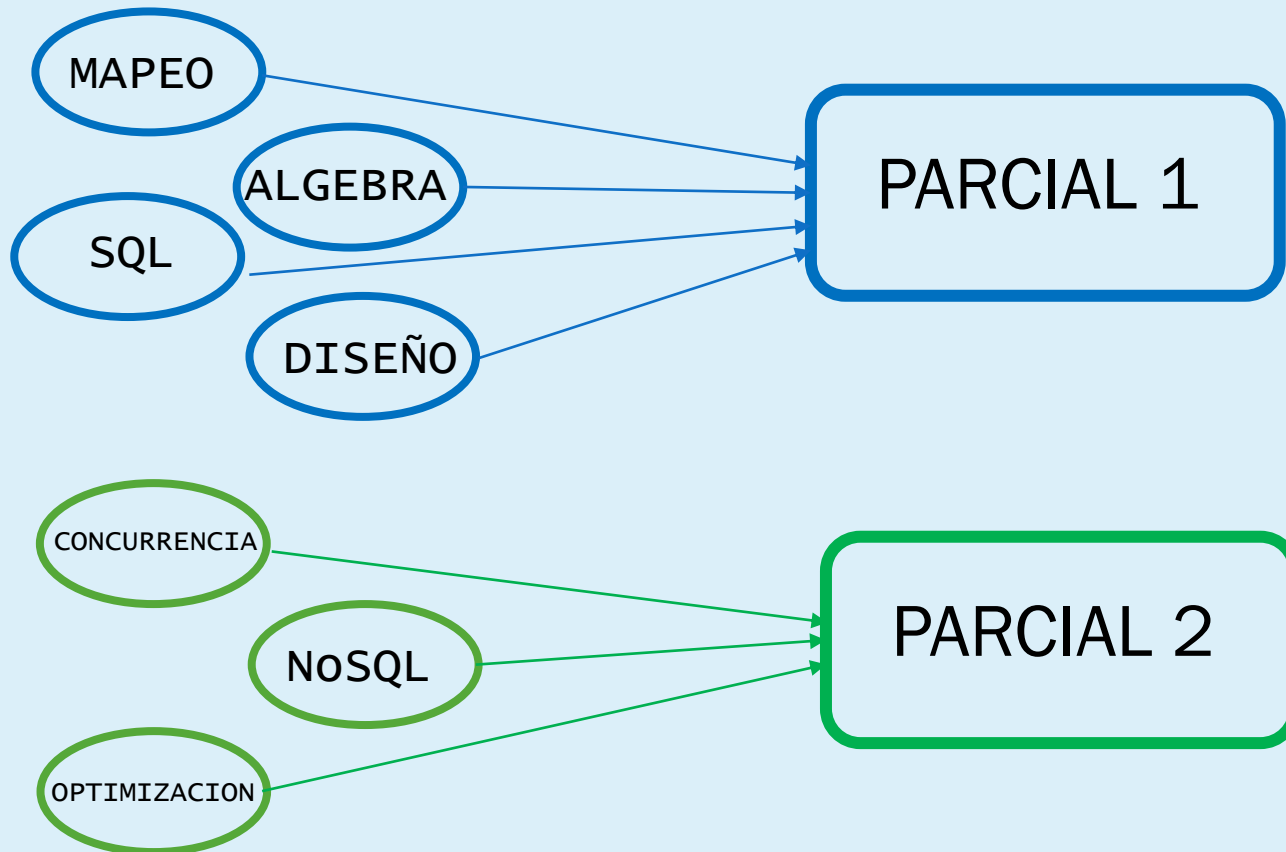 MAPEO
ALGEBRA
SQL
DISEÑO
PARCIAL 1
CONCURRENCIA
NoSQL
OPTIMIZACION
PARCIAL 2